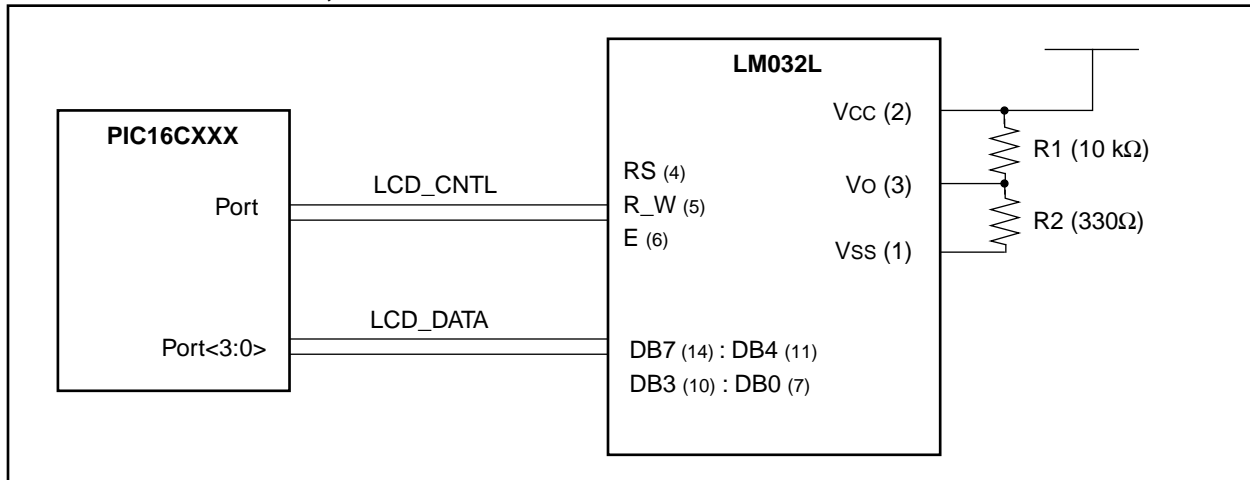 LM032L
PIC16CXXX
VCC (2)
R1 (10 kΩ)
RS (4)
LCD_CNTL
VO (3)
Port
R_W (5)
R2 (330Ω)
E (6)
VSS (1)
LCD_DATA
Port<3:0>
DB7 (14) : DB4 (11)
DB3 (10) : DB0 (7)